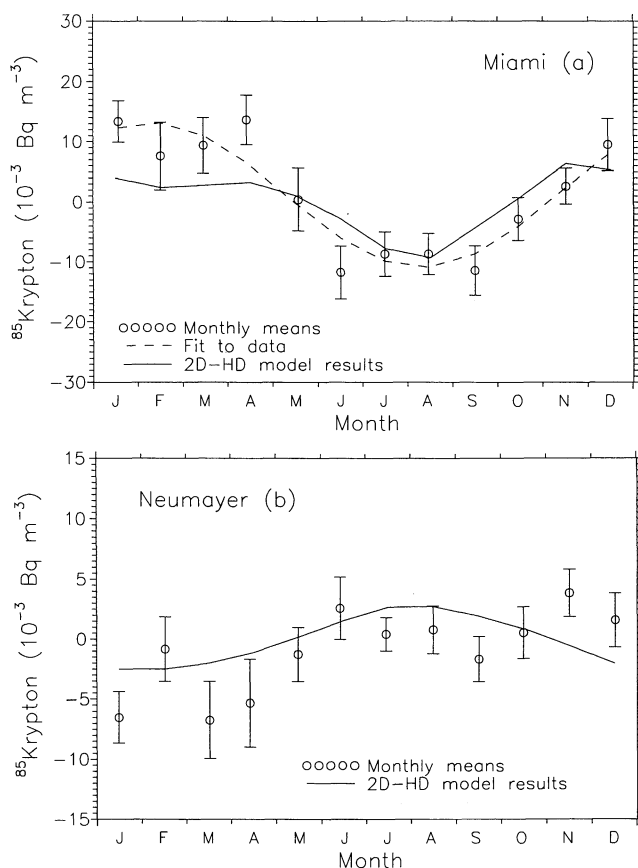 30
20
10
0
−10
−20
−30
⁸⁵Krypton (10⁻³ Bq m⁻³)
Miami (a)
ooooo Monthly means
– – – Fit to data
—— 2D−HD model results
J F M A M J J A S O N D
Month
15
10
5
0
−5
−10
−15
⁸⁵Krypton (10⁻³ Bq m⁻³)
Neumayer (b)
ooooo Monthly means
—— 2D−HD model results
J F M A M J J A S O N D
Month